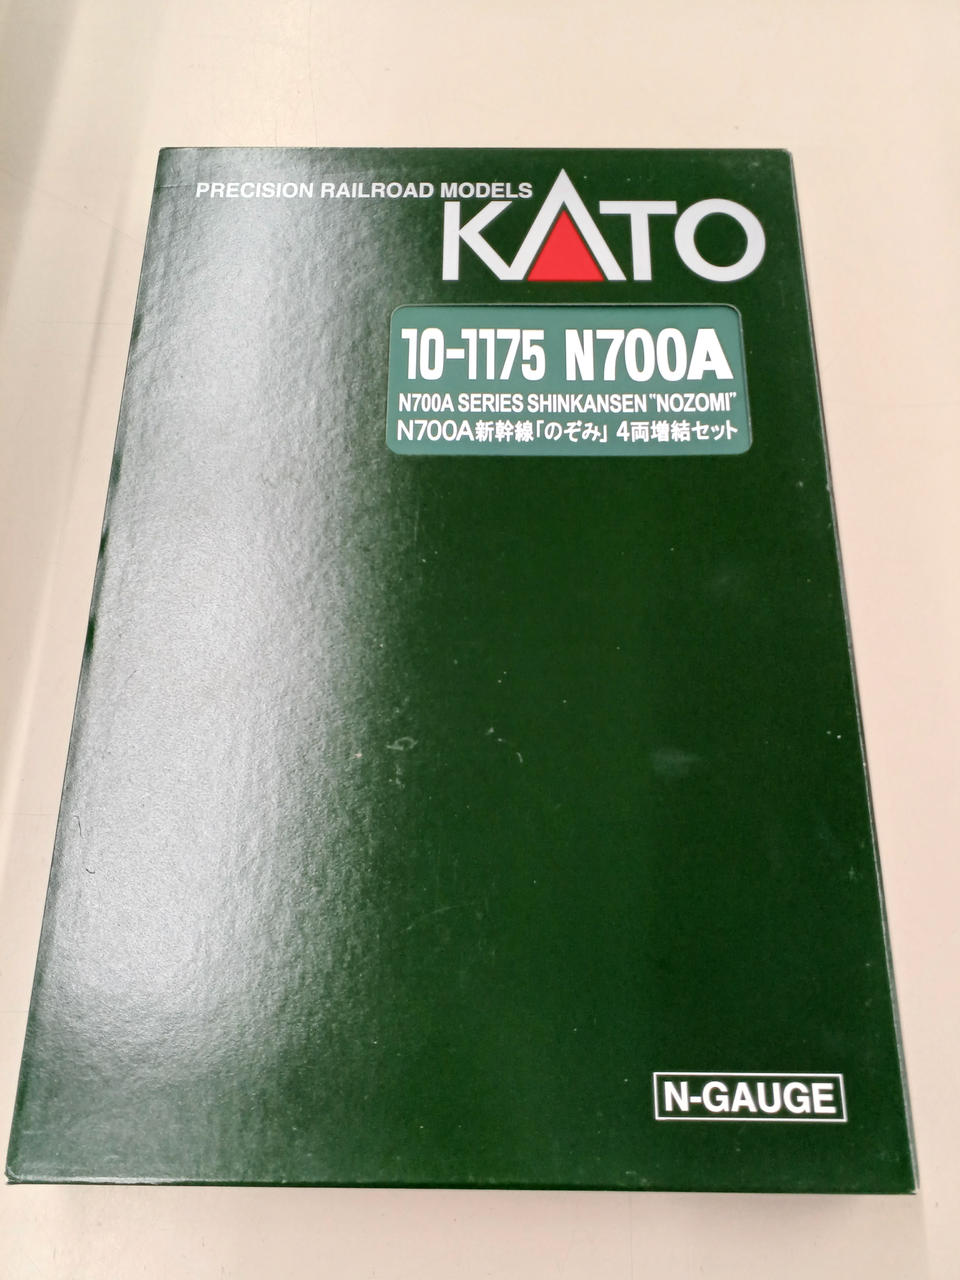 PRECISION RAILROAD MODELS
KATO
10-1175 N700A
N700A SERIES SHINKANSEN "NOZOMI"
N700A新幹線「のぞみ」 4両増結セット
N-GAUGE